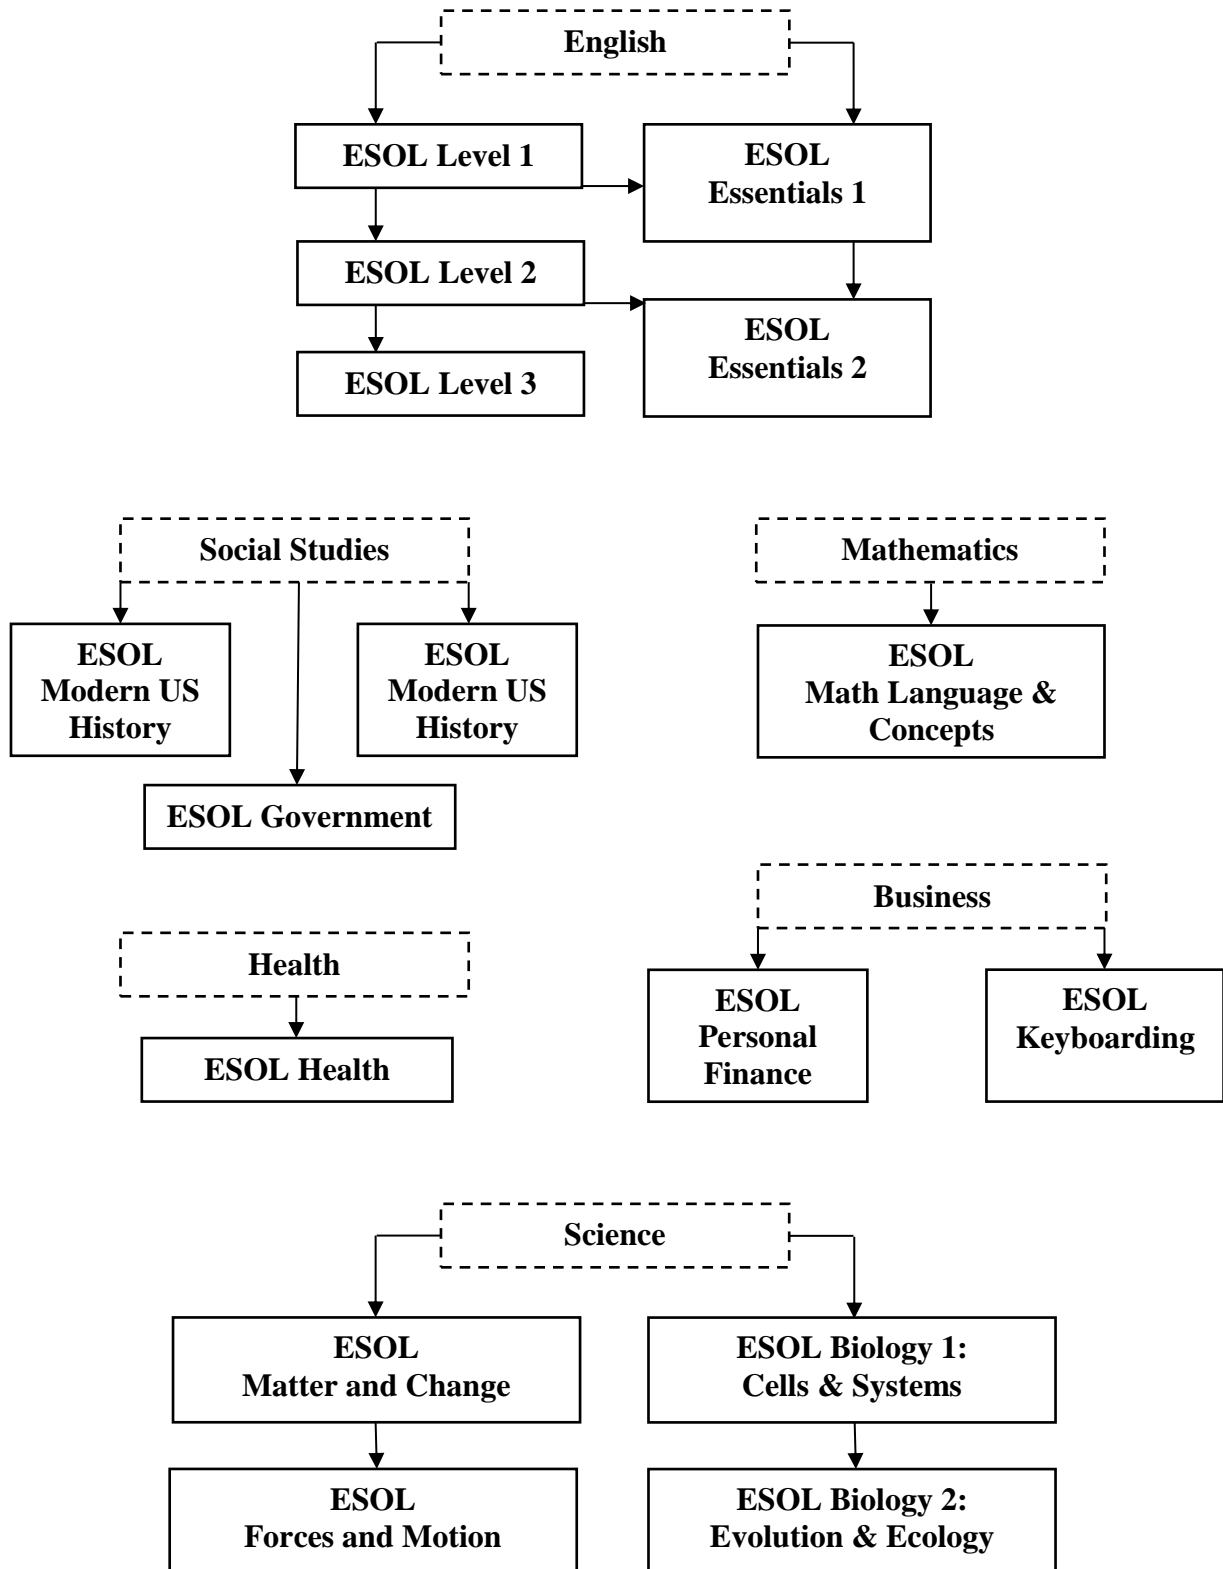 English
ESOL Level 1
ESOL
Essentials 1
ESOL Level 2
ESOL
Essentials 2
ESOL Level 3
Social Studies
ESOL
Modern US
History
ESOL
Modern US
History
ESOL Government
Mathematics
ESOL
Math Language &
Concepts
Health
ESOL Health
Business
ESOL
Personal
Finance
ESOL
Keyboarding
Science
ESOL
Matter and Change
ESOL
Forces and Motion
ESOL Biology 1:
Cells & Systems
ESOL Biology 2:
Evolution & Ecology